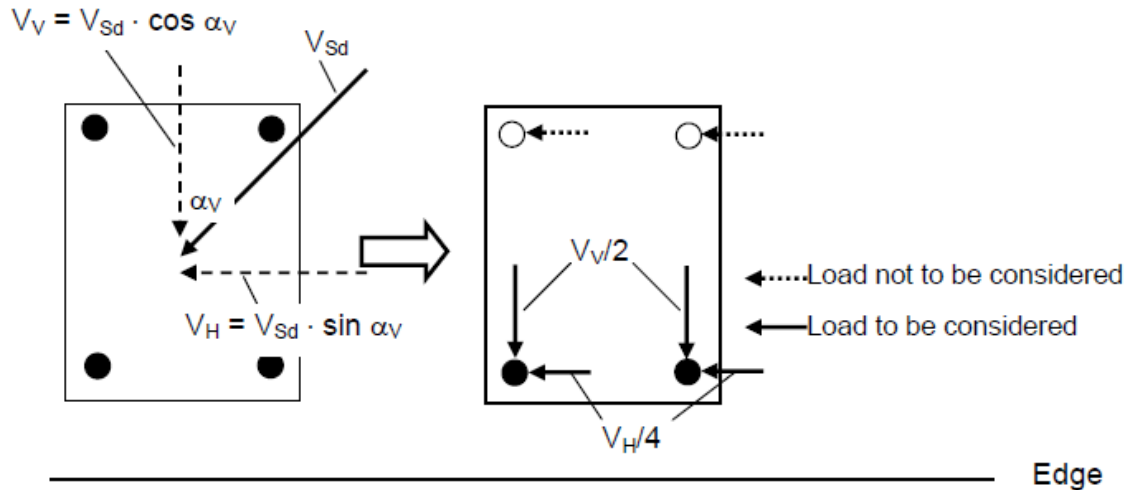 V_V = V_Sd · cos α_V
V_Sd
α_V
V_H = V_Sd · sin α_V
V_V/2
V_H/4
Load not to be considered
Load to be considered
Edge